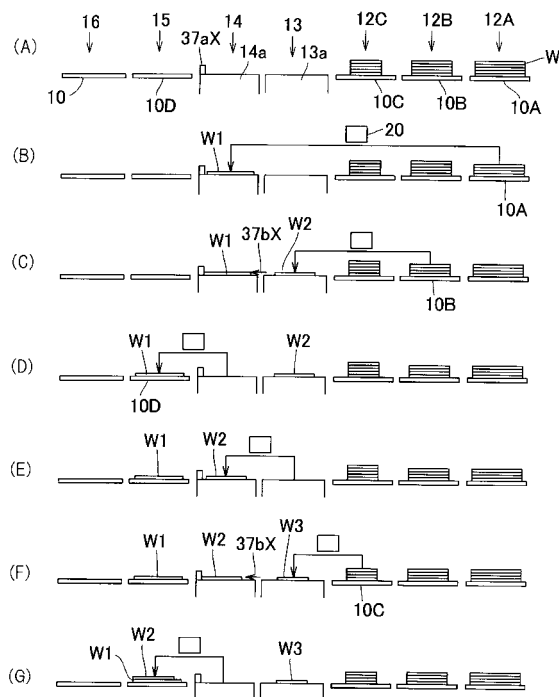 16 15 14 13 12C 12B 12A
37aX 14a 13a W
(A)
10 10D 10C 10B 10A
20
W1
(B)
10A
37bX W2
W1
(C)
10B
W1 W2
(D)
10D
W1 W2
(E)
W1 W2 37bX W3
(F)
10C
W1 W2 W3
(G)